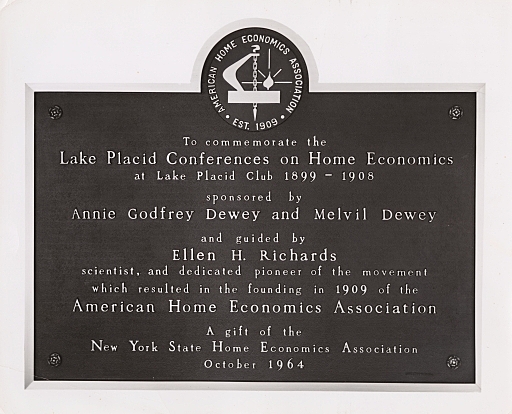 AMERICAN HOME ECONOMICS ASSOCIATION
• EST. 1909 •
To commemorate the
Lake Placid Conferences on Home Economics
at Lake Placid Club 1899 - 1908
sponsored by
Annie Godfrey Dewey and Melvil Dewey
and guided by
Ellen H. Richards
scientist, and dedicated pioneer of the movement
which resulted in the founding in 1909 of the
American Home Economics Association
A gift of the
New York State Home Economics Association
October 1964